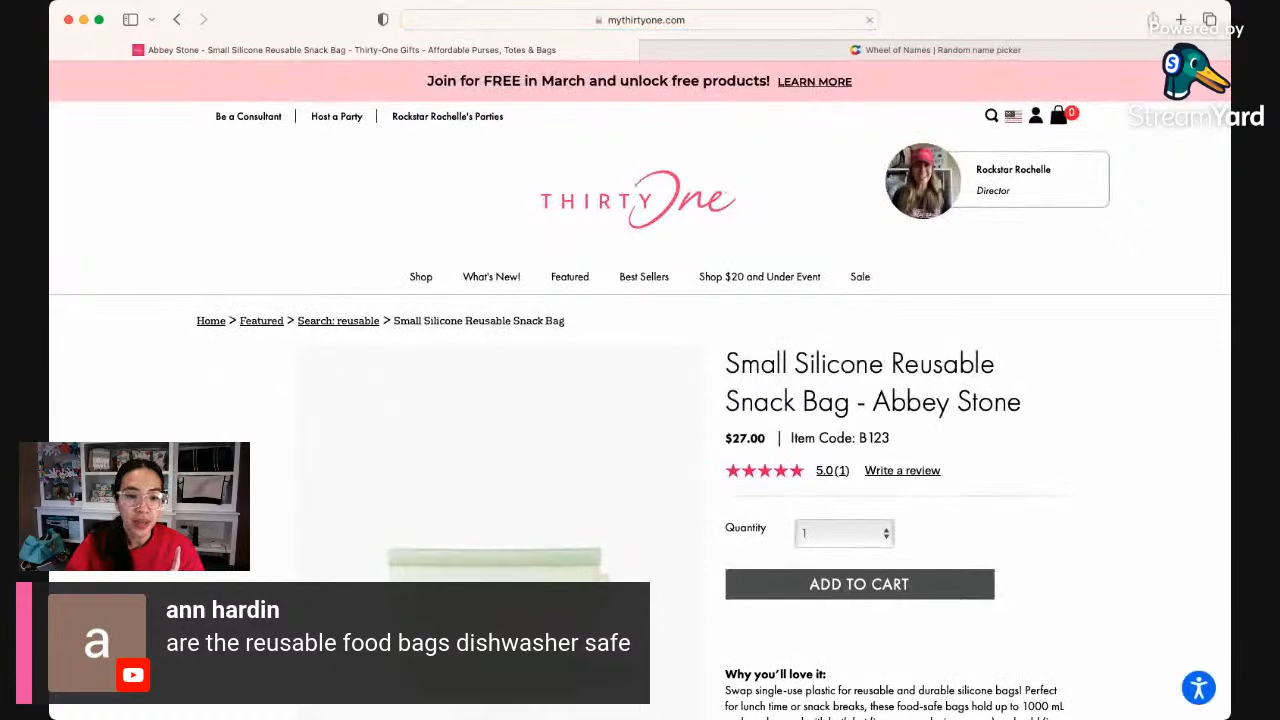 mythirtyone.com
Powered by
StreamYard
Abbey Stone - Small Silicone Reusable Snack Bag - Thirty-One Gifts - Affordable Purses, Totes & Bags
Wheel of Names | Random name picker
Join for FREE in March and unlock free products! LEARN MORE
Be a Consultant
Host a Party
Rockstar Rochelle's Parties
0
THIRTY One
Rockstar Rochelle
Director
Shop
What's New!
Featured
Best Sellers
Shop $20 and Under Event
Sale
Home > Featured > Search: reusable > Small Silicone Reusable Snack Bag
Small Silicone Reusable
Snack Bag - Abbey Stone
$27.00 | Item Code: B123
5.0 (1) Write a review
Quantity
1
ADD TO CART
a
ann hardin
are the reusable food bags dishwasher safe
Why you'll love it:
Swap single-use plastic for reusable and durable silicone bags! Perfect
for lunch time or snack breaks, these food-safe bags hold up to 1000 mL